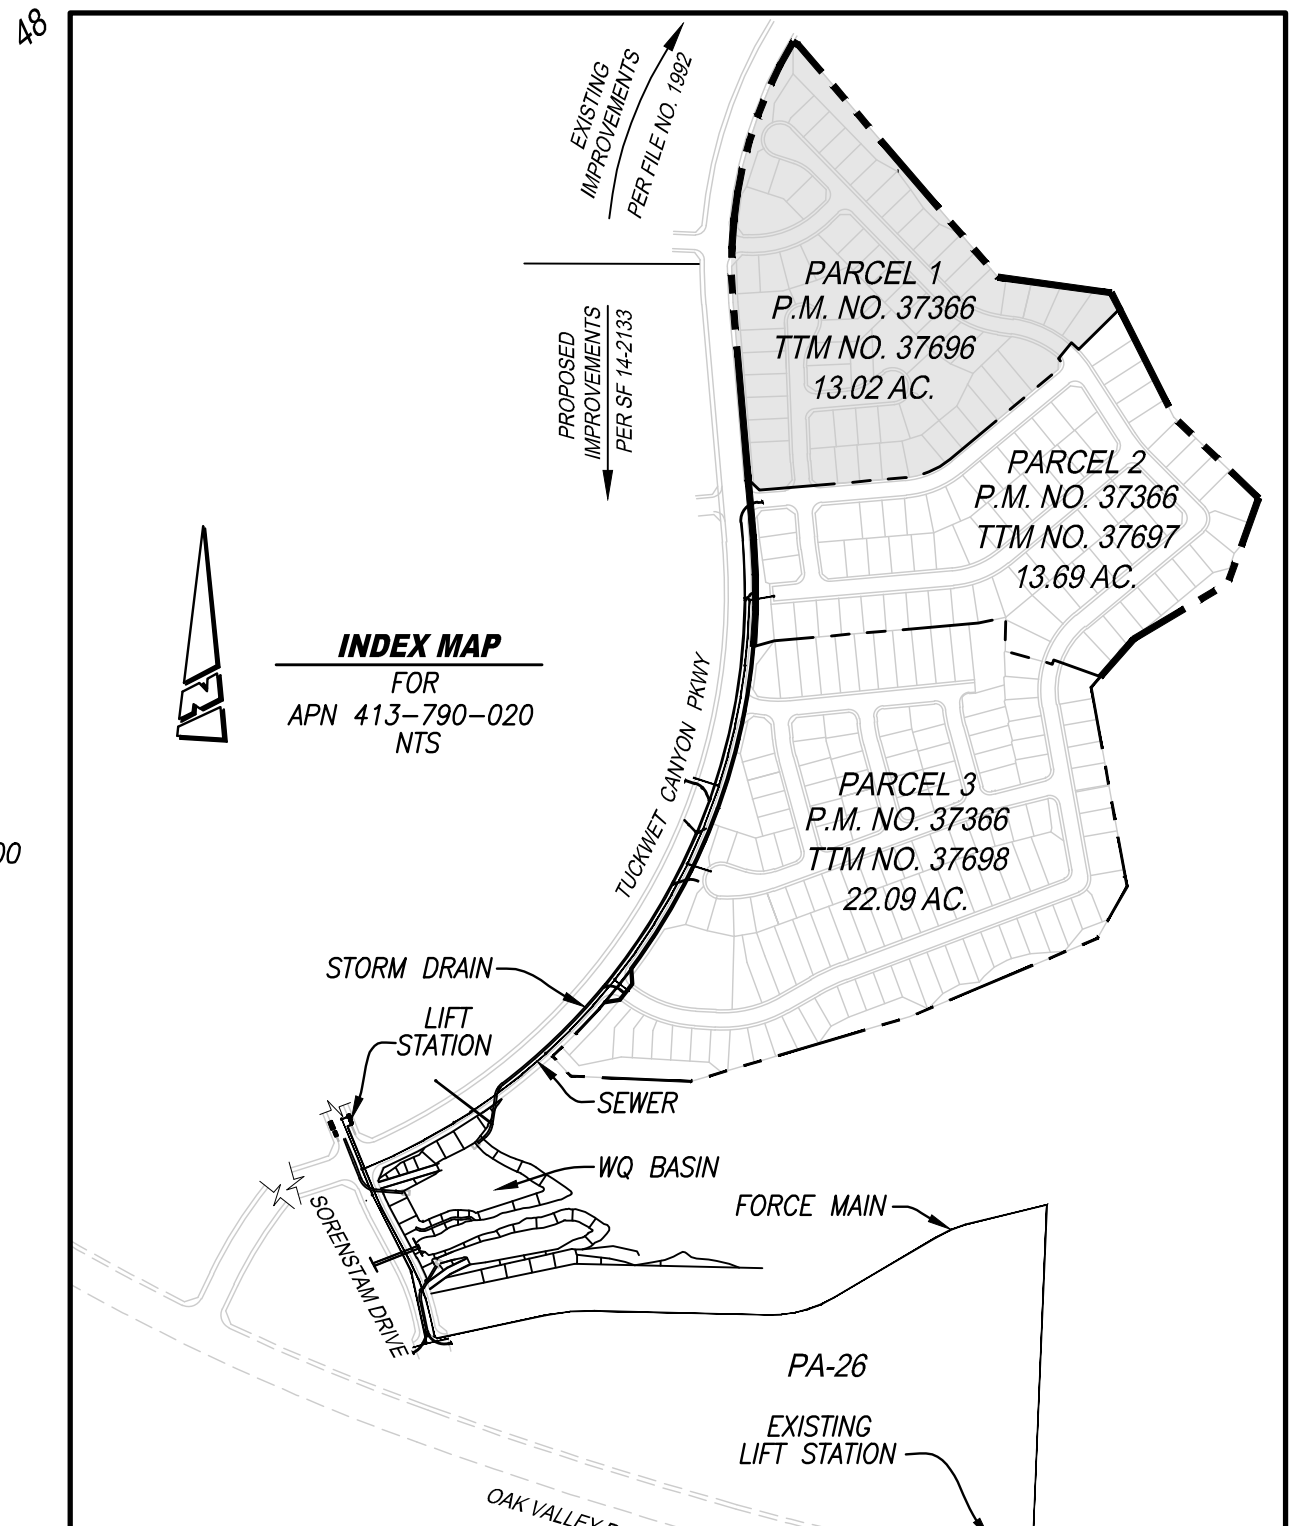 48
EXISTING
IMPROVEMENTS
PER FILE NO. 1992
PARCEL 1
P.M. NO. 37366
TTM NO. 37696
13.02 AC.
PROPOSED
IMPROVEMENTS
PER SF 14-2133
PARCEL 2
P.M. NO. 37366
TTM NO. 37697
13.69 AC.
N
INDEX MAP
FOR
APN 413-790-020
NTS
TUCKWET CANYON PKWY
PARCEL 3
P.M. NO. 37366
TTM NO. 37698
22.09 AC.
00
STORM DRAIN
LIFT
STATION
SEWER
WQ BASIN
FORCE MAIN
SORENSTAM DRIVE
PA-26
EXISTING
LIFT STATION
OAK VALLEY